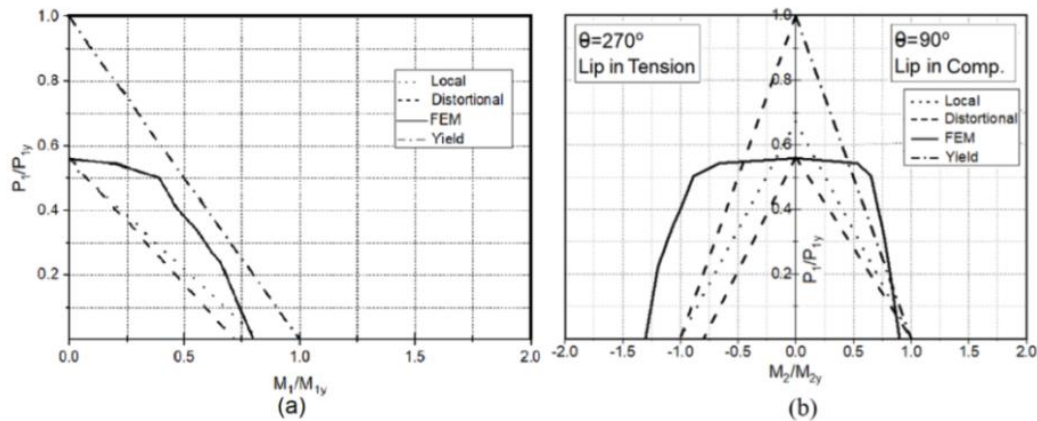 1.0
0.8
0.6
0.4
0.2
P₁/P₁y
Local
Distortional
FEM
Yield
0.0
0.5
1.0
1.5
2.0
M₁/M₁y
(a)
θ=270º
Lip in Tension
θ=90º
Lip in Comp.
1.0
0.8
0.6
0.4
0.2
P₁/P₁y
Local
Distortional
FEM
Yield
-2.0
-1.5
-1.0
-0.5
0.0
0.5
1.0
1.5
2.0
M₂/M₂y
(b)